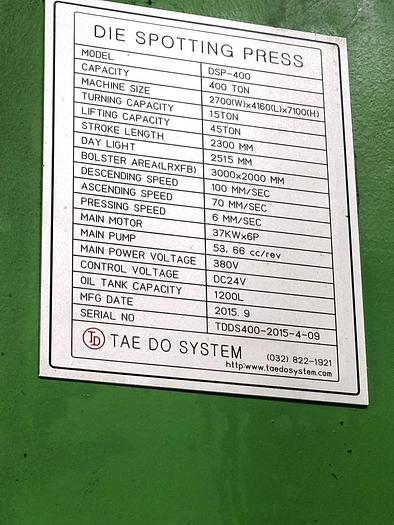 DIE SPOTTING PRESS
MODEL DSP-400
CAPACITY 400 TON
MACHINE SIZE 2700(W)x4160(L)x7100(H)
TURNING CAPACITY 15TON
LIFTING CAPACITY 45TON
STROKE LENGTH 2300 MM
DAY LIGHT 2515 MM
BOLSTER AREA(LRXFB) 3000x2000 MM
DESCENDING SPEED 100 MM/SEC
ASCENDING SPEED 70 MM/SEC
PRESSING SPEED 6 MM/SEC
MAIN MOTOR 37KWx6P
MAIN PUMP 53, 66 cc/rev
MAIN POWER VOLTAGE 380V
CONTROL VOLTAGE DC24V
OIL TANK CAPACITY 1200L
MFG DATE 2015. 9
SERIAL NO TDDS400-2015-4-09
TD TAE DO SYSTEM (032) 822-1921
http:www.taedosystem.com